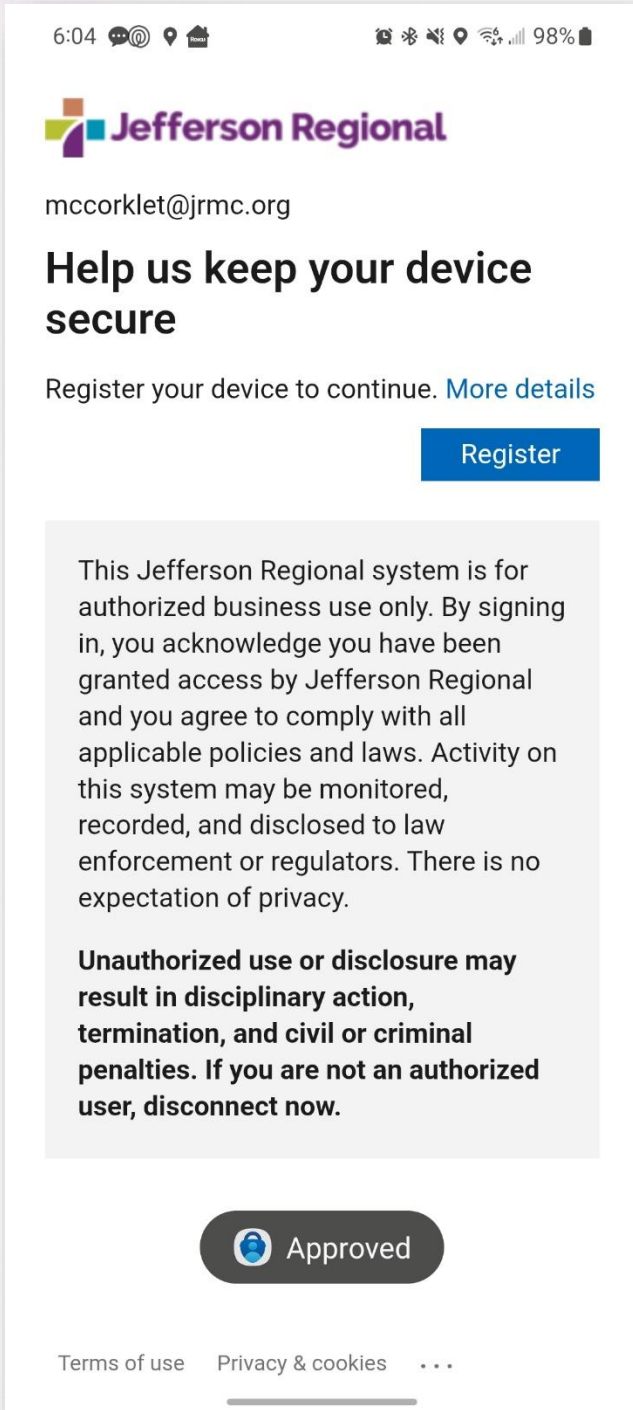 6:04 98%
Jefferson Regional
mccorklet@jrmc.org
Help us keep your device
secure
Register your device to continue. More details
Register
This Jefferson Regional system is for
authorized business use only. By signing
in, you acknowledge you have been
granted access by Jefferson Regional
and you agree to comply with all
applicable policies and laws. Activity on
this system may be monitored,
recorded, and disclosed to law
enforcement or regulators. There is no
expectation of privacy.
Unauthorized use or disclosure may
result in disciplinary action,
termination, and civil or criminal
penalties. If you are not an authorized
user, disconnect now.
Approved
Terms of use Privacy & cookies ...